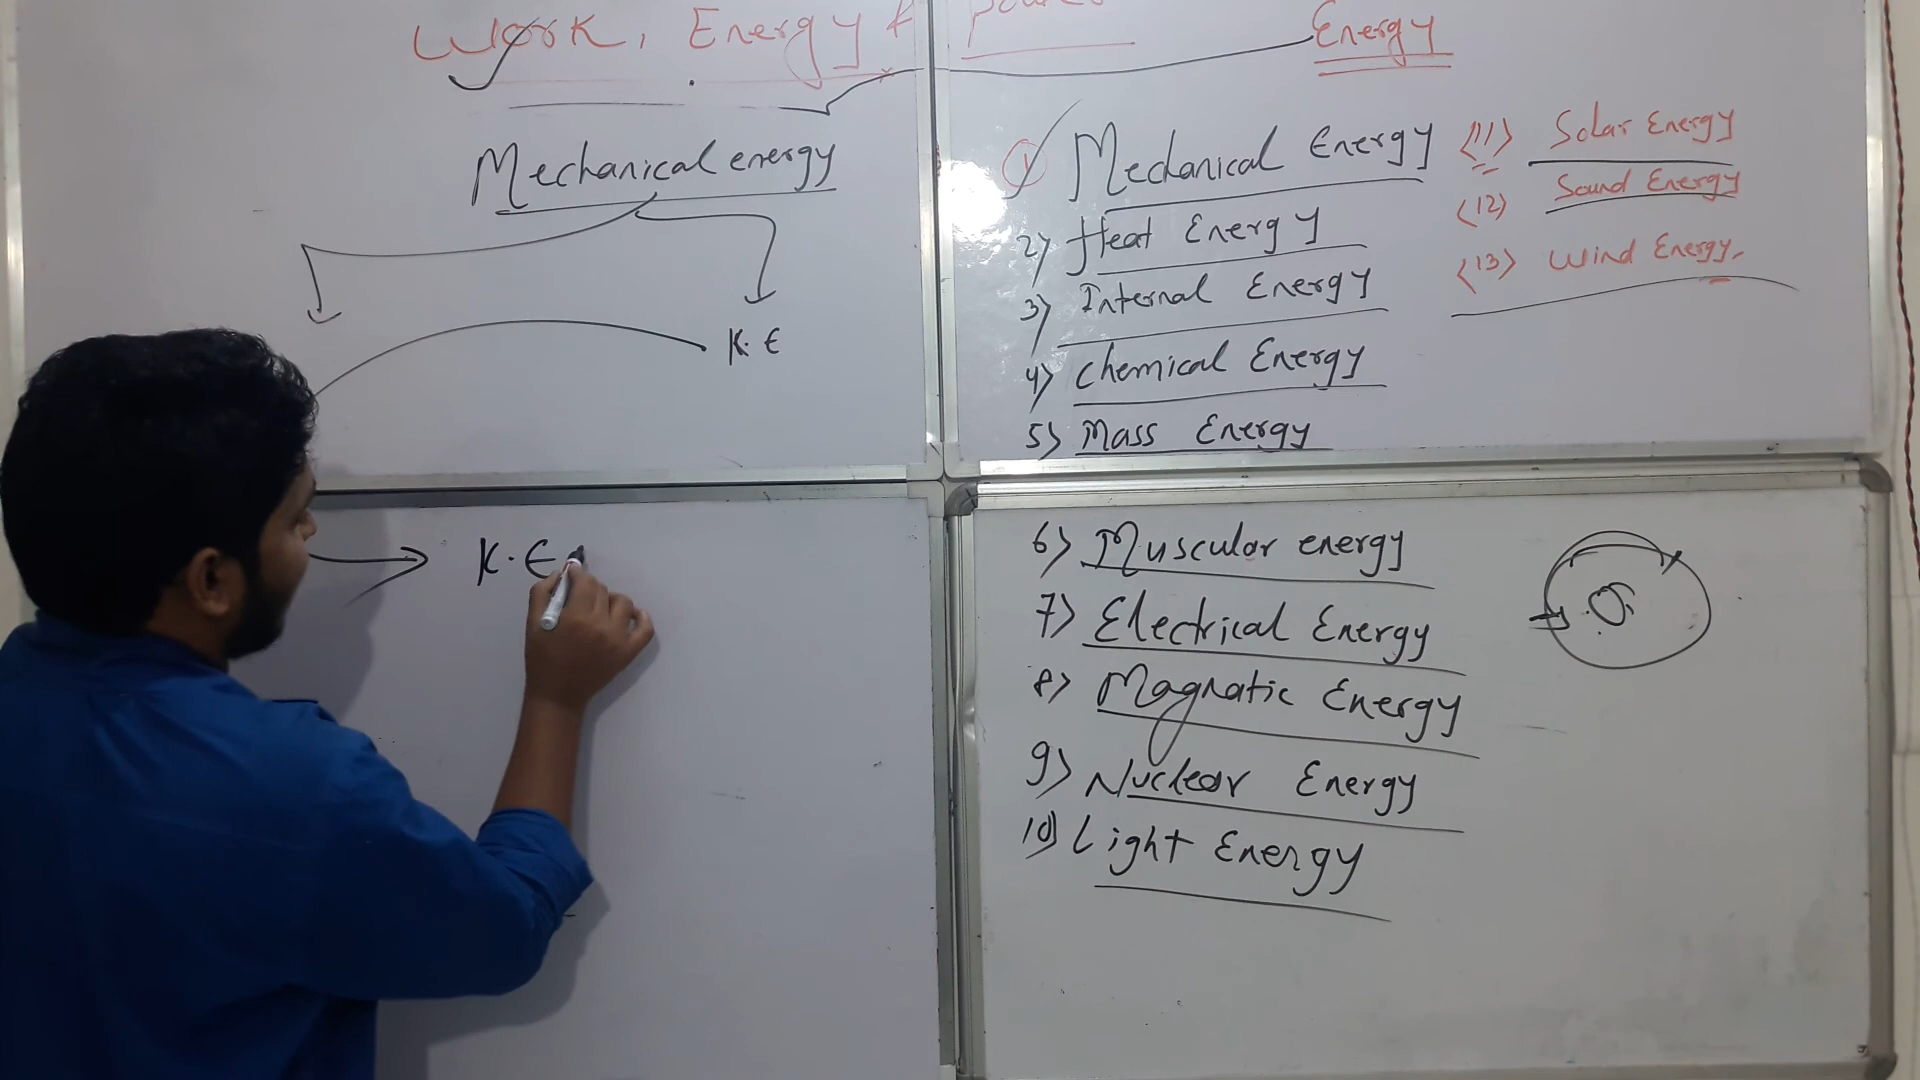 Work, Energy &
Mechanical energy
K.E
K.E
Energy
1) Mechanical Energy
2) Heat Energy
3) Internal Energy
4) Chemical Energy
5) Mass Energy
<11> Solar Energy
<12> Sound Energy
<13> Wind Energy.
6) Muscular energy
7) Electrical Energy
8) Magnatic Energy
9) Nuclear Energy
10) Light Energy